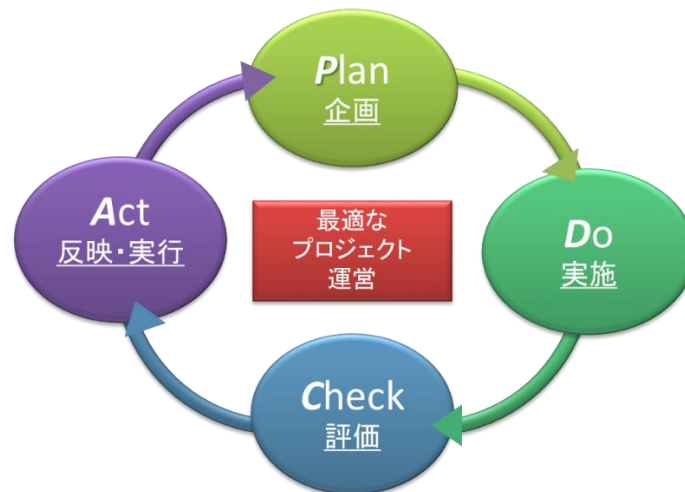 Plan
企画
Do
実施
Check
評価
Act
反映・実行
最適な
プロジェクト
運営